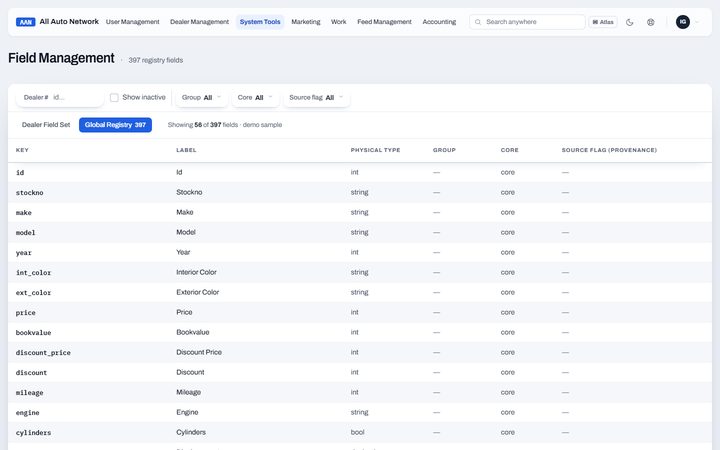 AAN All Auto Network User Management Dealer Management System Tools Marketing Work Feed Management Accounting Search anywhere Atlas IG
Field Management · 397 registry fields
Dealer # id... Show inactive Group All Core All Source flag All
Dealer Field Set Global Registry 397 Showing 56 of 397 fields · demo sample
KEY LABEL PHYSICAL TYPE GROUP CORE SOURCE FLAG (PROVENANCE)
id Id int — core —
stockno Stockno string — core —
make Make string — core —
model Model string — core —
year Year int — core —
int_color Interior Color string — core —
ext_color Exterior Color string — core —
price Price int — core —
bookvalue Bookvalue int — core —
discount_price Discount Price int — core —
discount Discount int — core —
mileage Mileage int — core —
engine Engine string — core —
cylinders Cylinders bool — core —